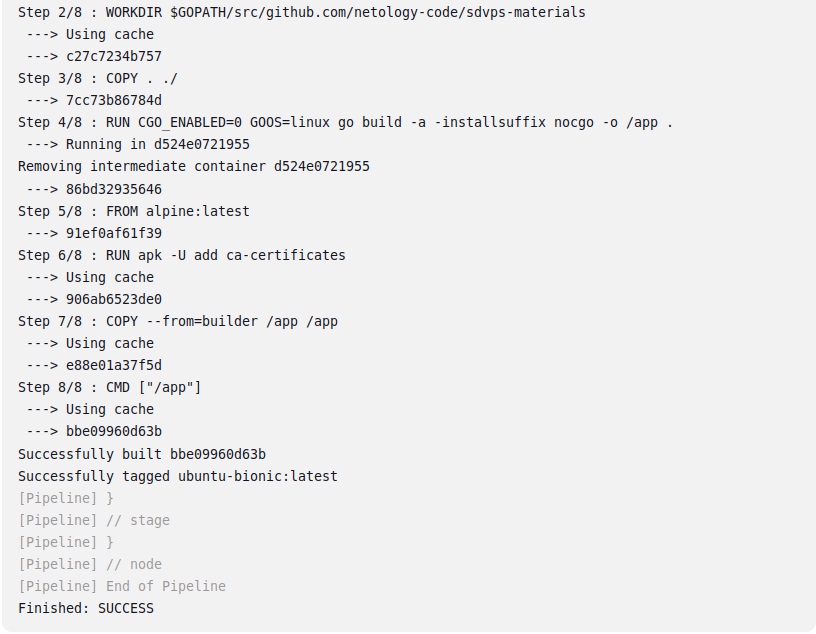 Step 2/8 : WORKDIR $GOPATH/src/github.com/netology-code/sdvps-materials
 ---> Using cache
 ---> c27c7234b757
Step 3/8 : COPY . ./
 ---> 7cc73b86784d
Step 4/8 : RUN CGO_ENABLED=0 GOOS=linux go build -a -installsuffix nocgo -o /app .
 ---> Running in d524e0721955
Removing intermediate container d524e0721955
 ---> 86bd32935646
Step 5/8 : FROM alpine:latest
 ---> 91ef0af61f39
Step 6/8 : RUN apk -U add ca-certificates
 ---> Using cache
 ---> 906ab6523de0
Step 7/8 : COPY --from=builder /app /app
 ---> Using cache
 ---> e88e01a37f5d
Step 8/8 : CMD ["/app"]
 ---> Using cache
 ---> bbe09960d63b
Successfully built bbe09960d63b
Successfully tagged ubuntu-bionic:latest
[Pipeline] }
[Pipeline] // stage
[Pipeline] }
[Pipeline] // node
[Pipeline] End of Pipeline
Finished: SUCCESS